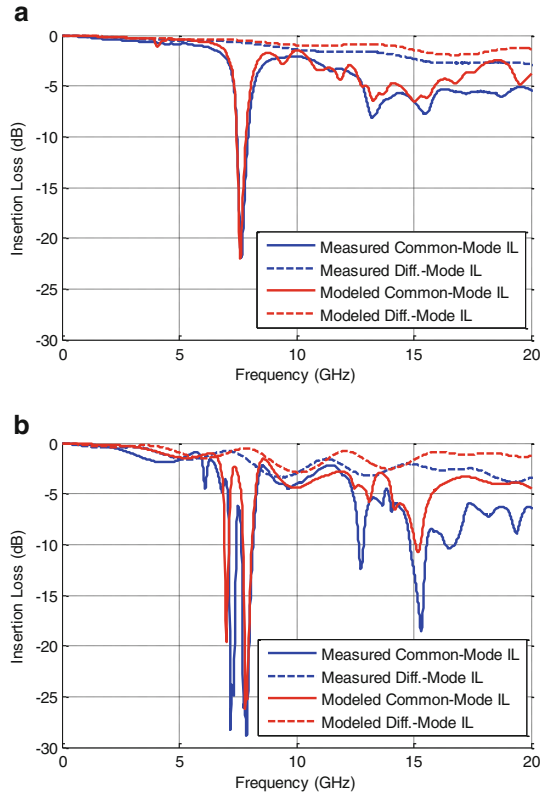 a
0
-5
-10
-15
-20
-25
-30
Insertion Loss (dB)
Measured Common-Mode IL
Measured Diff.-Mode IL
Modeled Common-Mode IL
Modeled Diff.-Mode IL
0 5 10 15 20
Frequency (GHz)
b
0
-5
-10
-15
-20
-25
-30
Insertion Loss (dB)
Measured Common-Mode IL
Measured Diff.-Mode IL
Modeled Common-Mode IL
Modeled Diff.-Mode IL
0 5 10 15 20
Frequency (GHz)